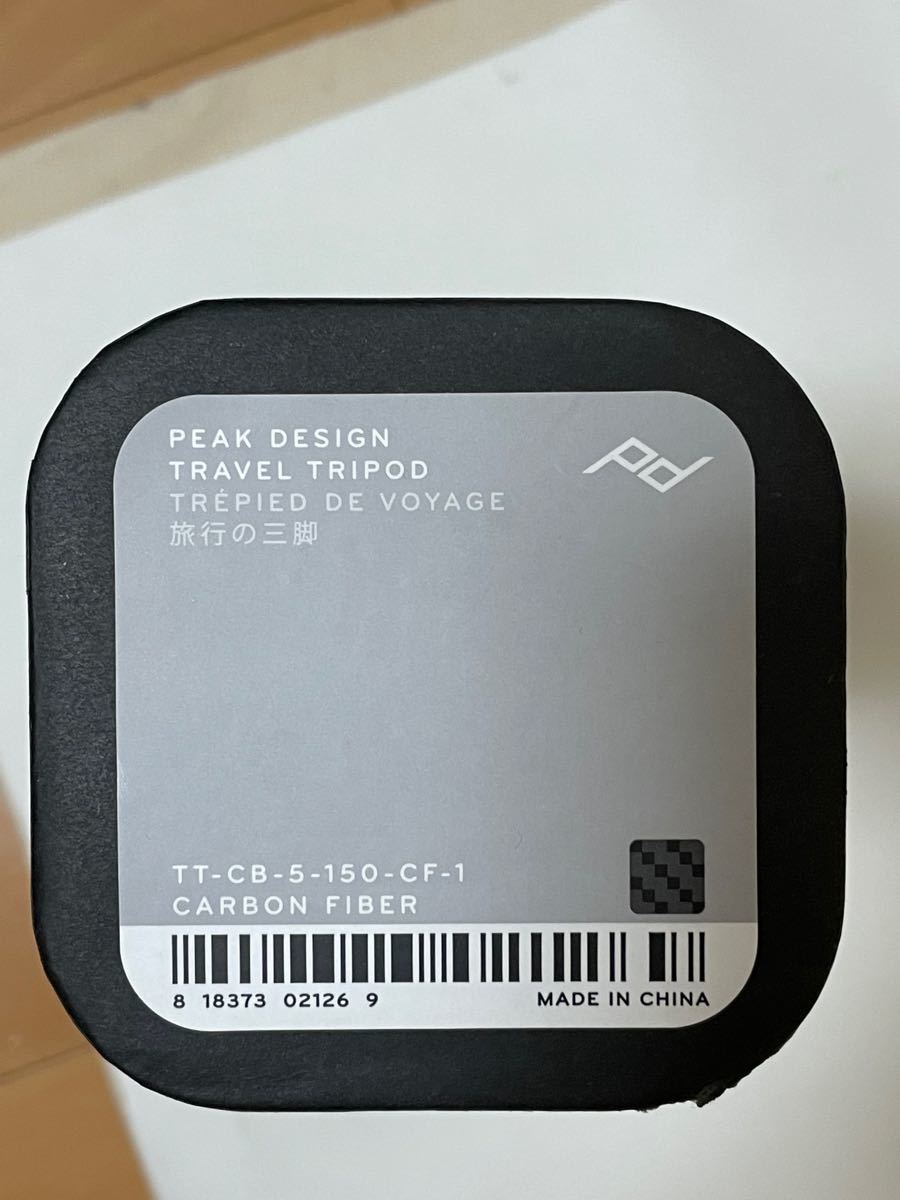 PEAK DESIGN
TRAVEL TRIPOD
TRÉPIED DE VOYAGE
旅行の三脚
pd
TT-CB-5-150-CF-1
CARBON FIBER
8 18373 02126 9
MADE IN CHINA